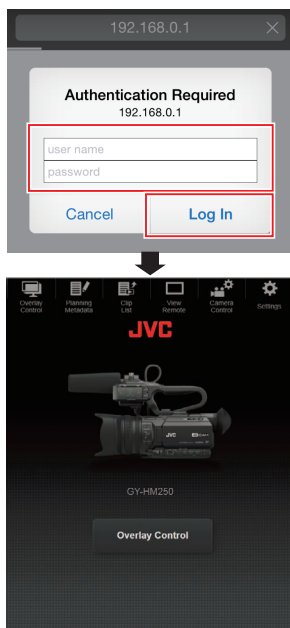 192.168.0.1
Authentication Required
192.168.0.1
user name
password
Cancel
Log In
Overlay Control
Planning Metadata
Clip List
View Remote
Camera Control
Settings
JVC
JVC
GY-HM250
Overlay Control